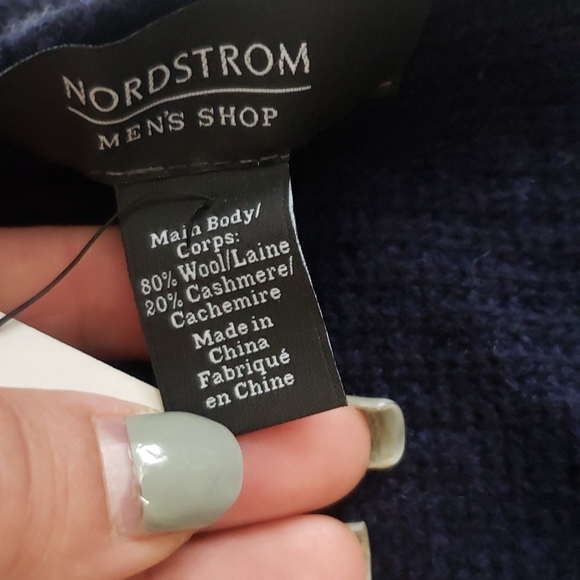 NORDSTROM
MEN'S SHOP
Main Body/
Corps:
80% Wool/Laine
20% Cashmere/
Cachemire
Made in
China
Fabriqué
en Chine